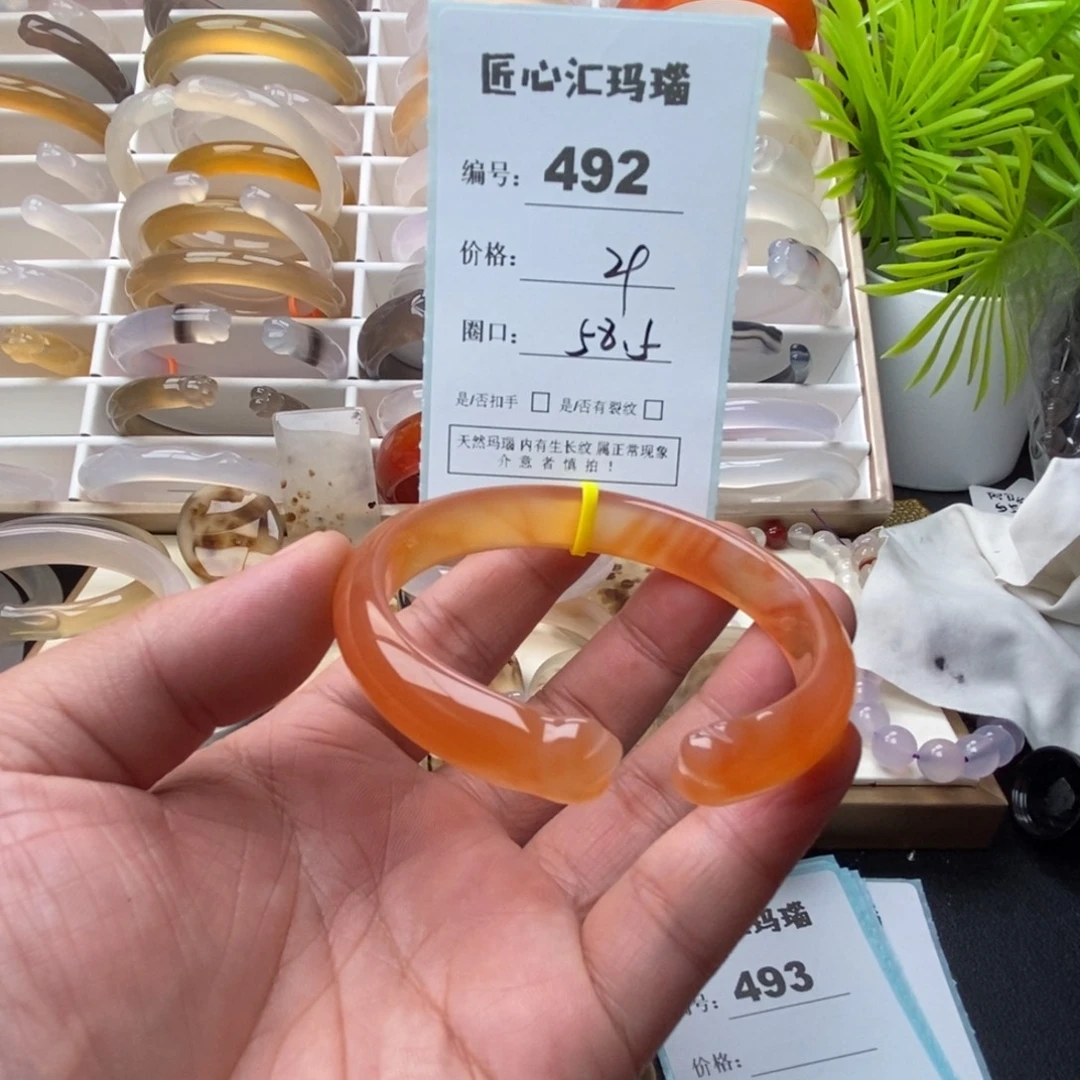 匠心汇玛瑙
编号: 492
价格:
圈口: 58.5
是/否扣手 □ 是/否有裂纹 □
天然玛瑙 内有生长纹 属正常现象
介意者慎拍!
玛瑙
号: 493
价格: